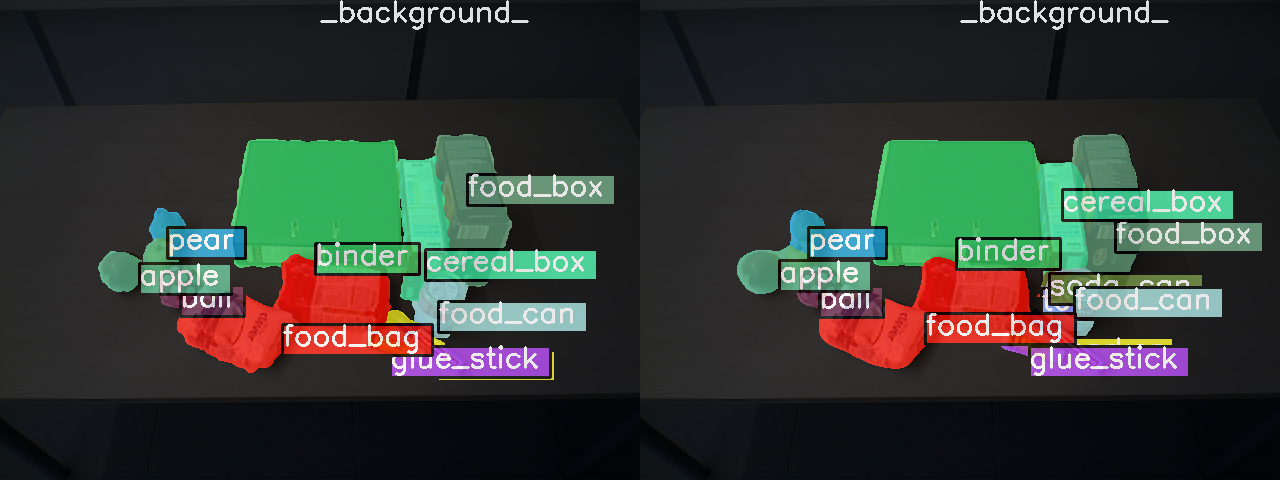 _background_
food_box
pear
binder
cereal_box
apple
ball
food_can
food_bag
glue_stick
_background_
cereal_box
pear
food_box
binder
apple
soda_can
ball
food_can
food_bag
glue_stick